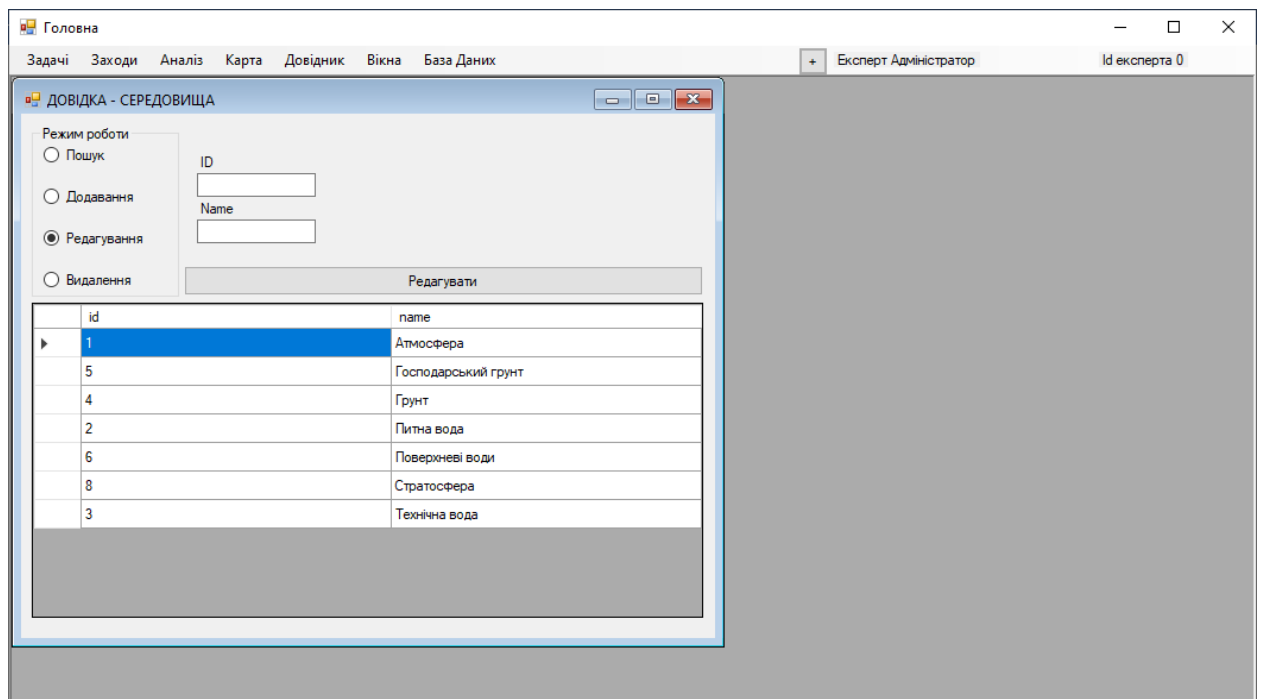 Головна
Задачі Заходи Аналіз Карта Довідник Вікна База Даних + Експерт Адміністратор Id експерта 0
ДОВІДКА - СЕРЕДОВИЩА
Режим роботи
Пошук
ID
Додавання
Name
Редагування
Видалення
Редагувати
id name
1 Атмосфера
5 Господарський грунт
4 Грунт
2 Питна вода
6 Поверхневі води
8 Стратосфера
3 Технічна вода